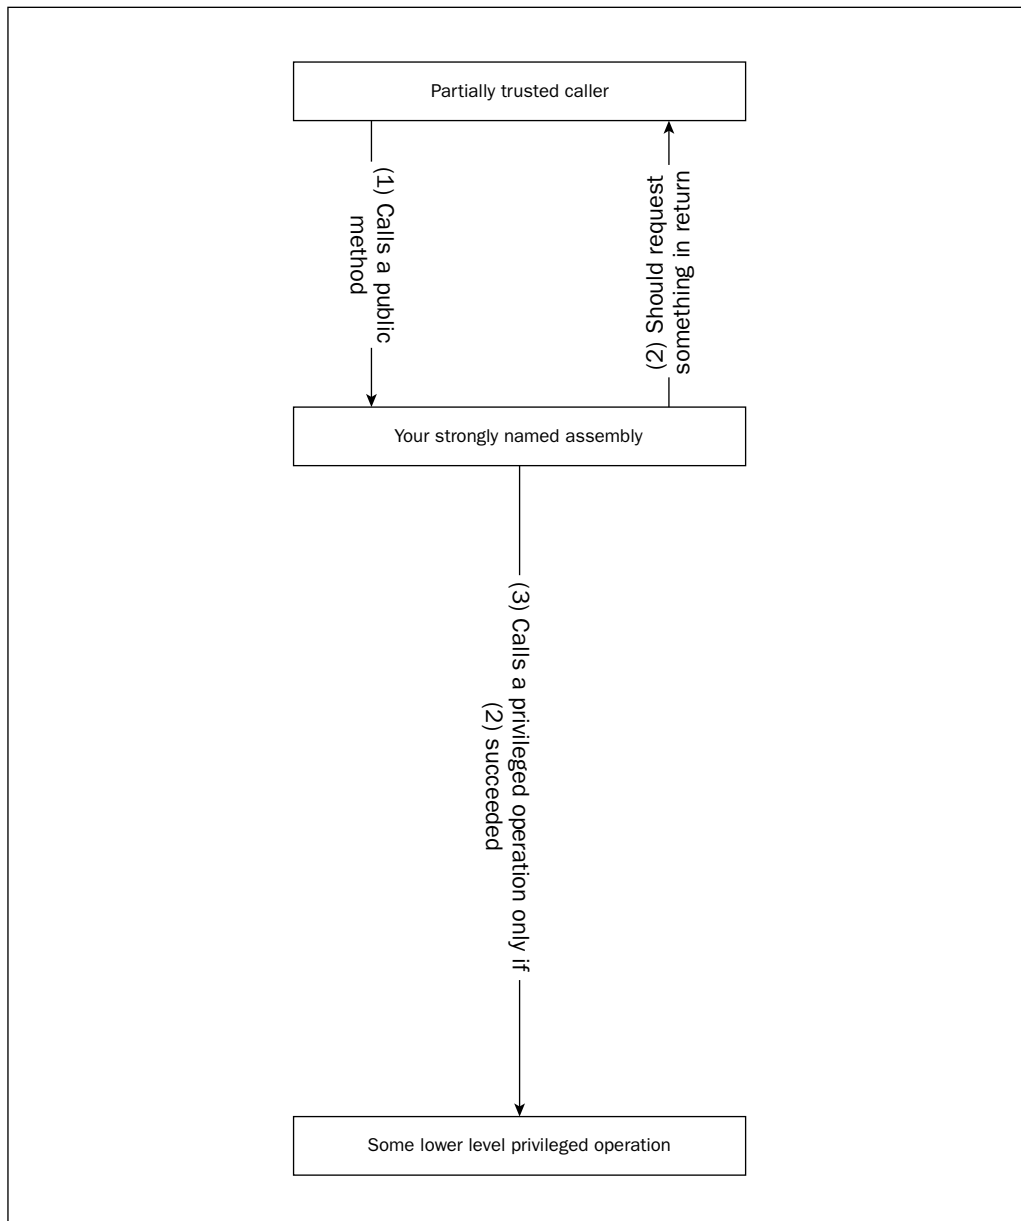 Partially trusted caller
(1) Calls a public
method
(2) Should request
something in return
Your strongly named assembly
(3) Calls a privileged operation only if
(2) succeeded
Some lower level privileged operation